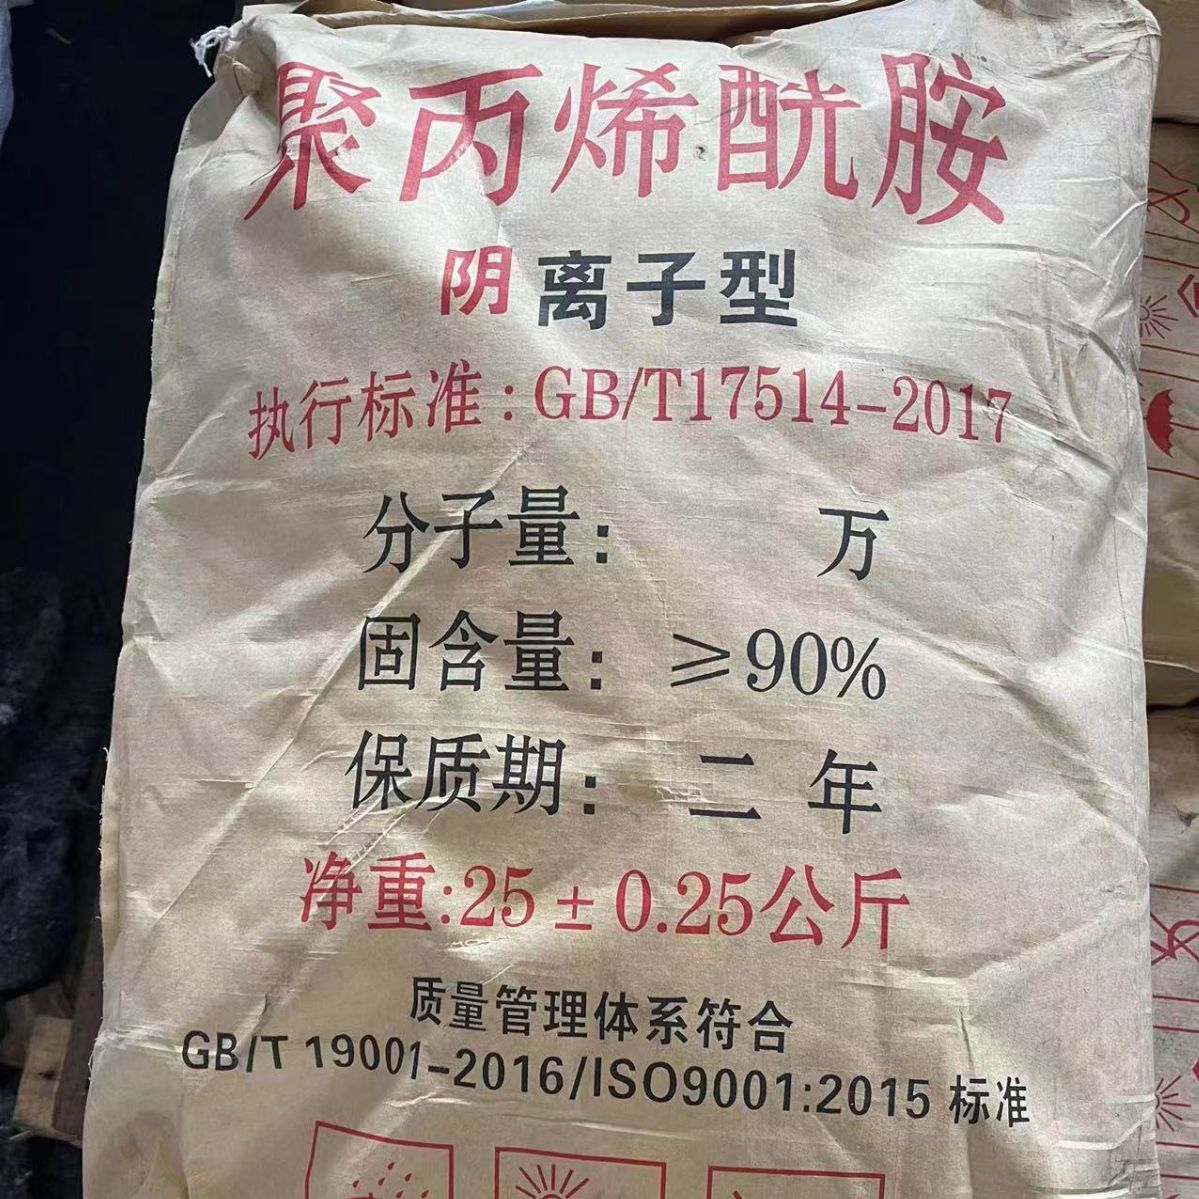 聚丙烯酰胺
阴离子型
执行标准:GB/T17514-2017
分子量: 万
固含量: ≥90%
保质期: 二年
净重:25±0.25公斤
质量管理体系符合
GB/T 19001-2016/ISO9001:2015 标准